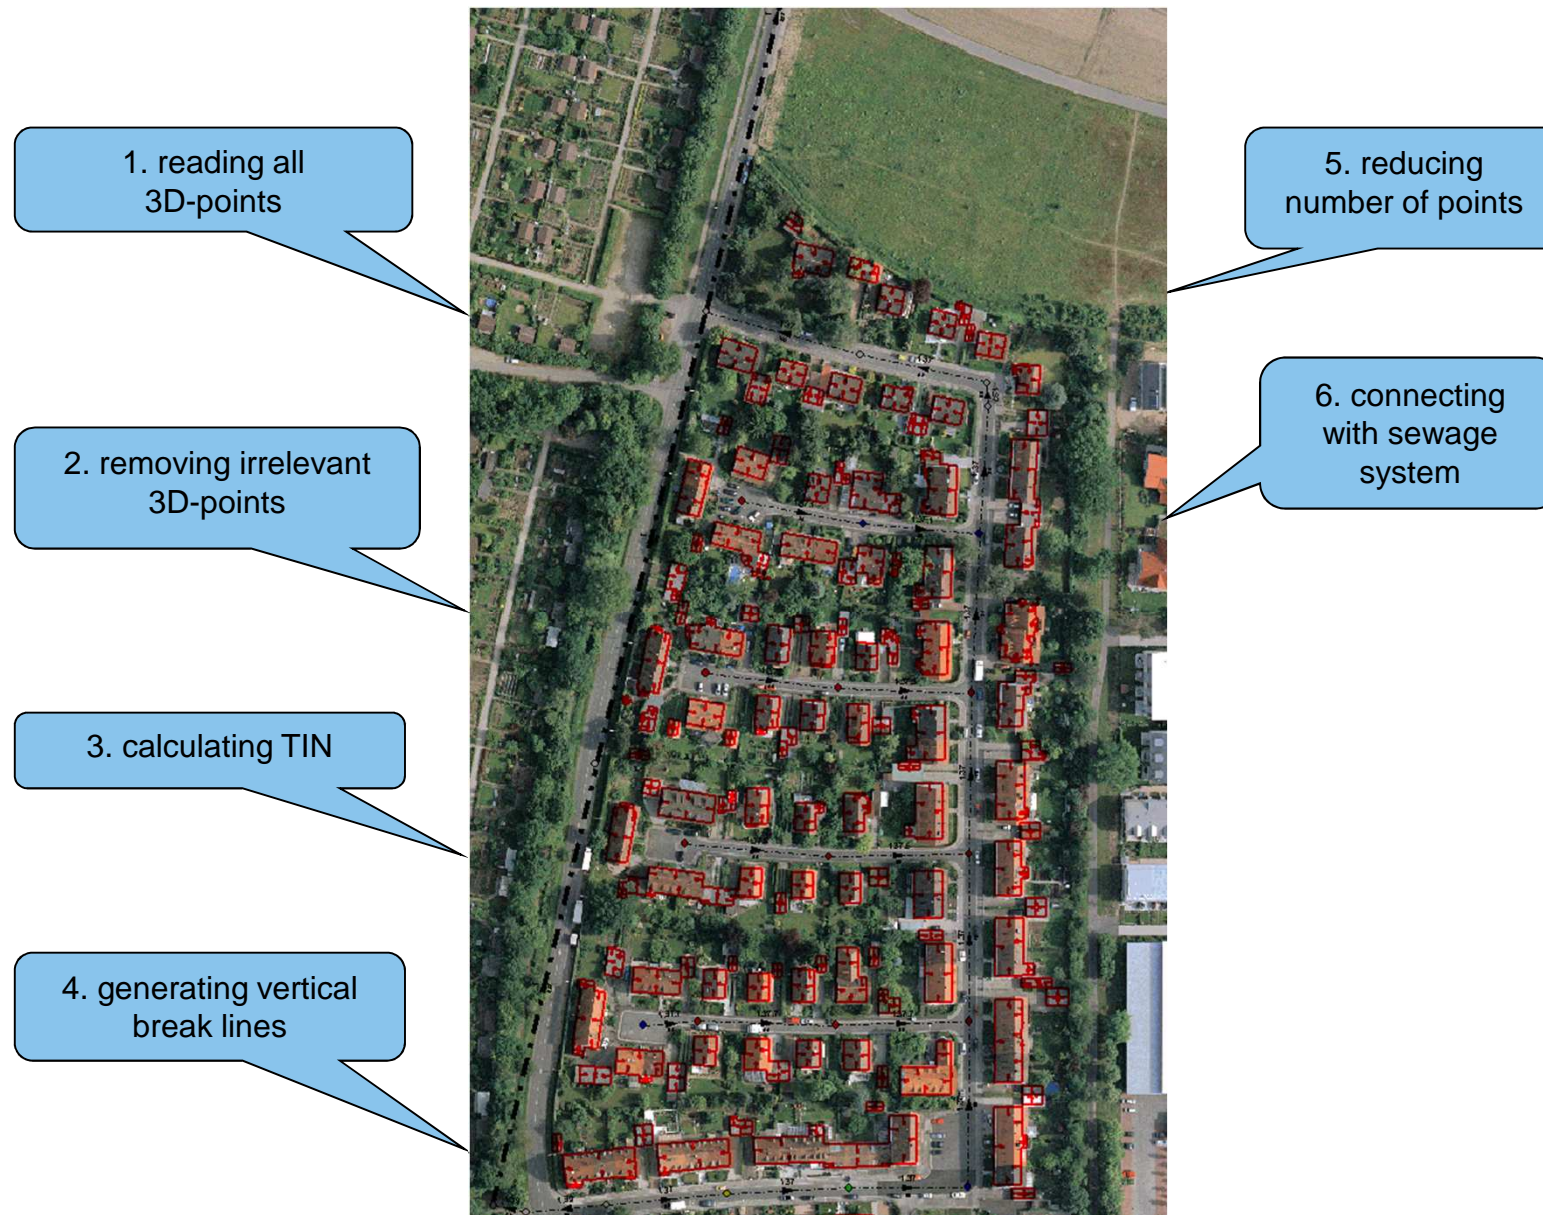 1. reading all
3D-points
2. removing irrelevant
3D-points
3. calculating TIN
4. generating vertical
break lines
5. reducing
number of points
6. connecting
with sewage
system